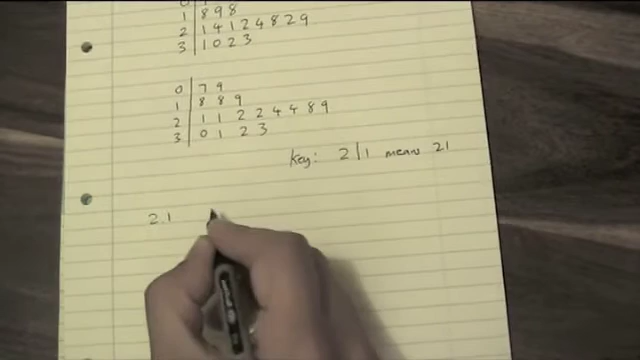 0
1 | 8 9 8
2 | 1 4 1 2 4 8 2 9
3 | 1 0 2 3
0 | 7 9
1 | 8 8 9
2 | 1 1 2 2 4 4 8 9
3 | 0 1 2 3
Key: 2 | 1 means 21
2.1